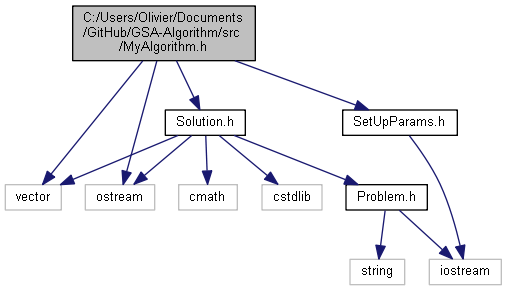 C:/Users/Olivier/Documents
/GitHub/GSA-Algorithm/src
/MyAlgorithm.h
Solution.h
SetUpParams.h
vector
ostream
cmath
cstdlib
Problem.h
string
iostream